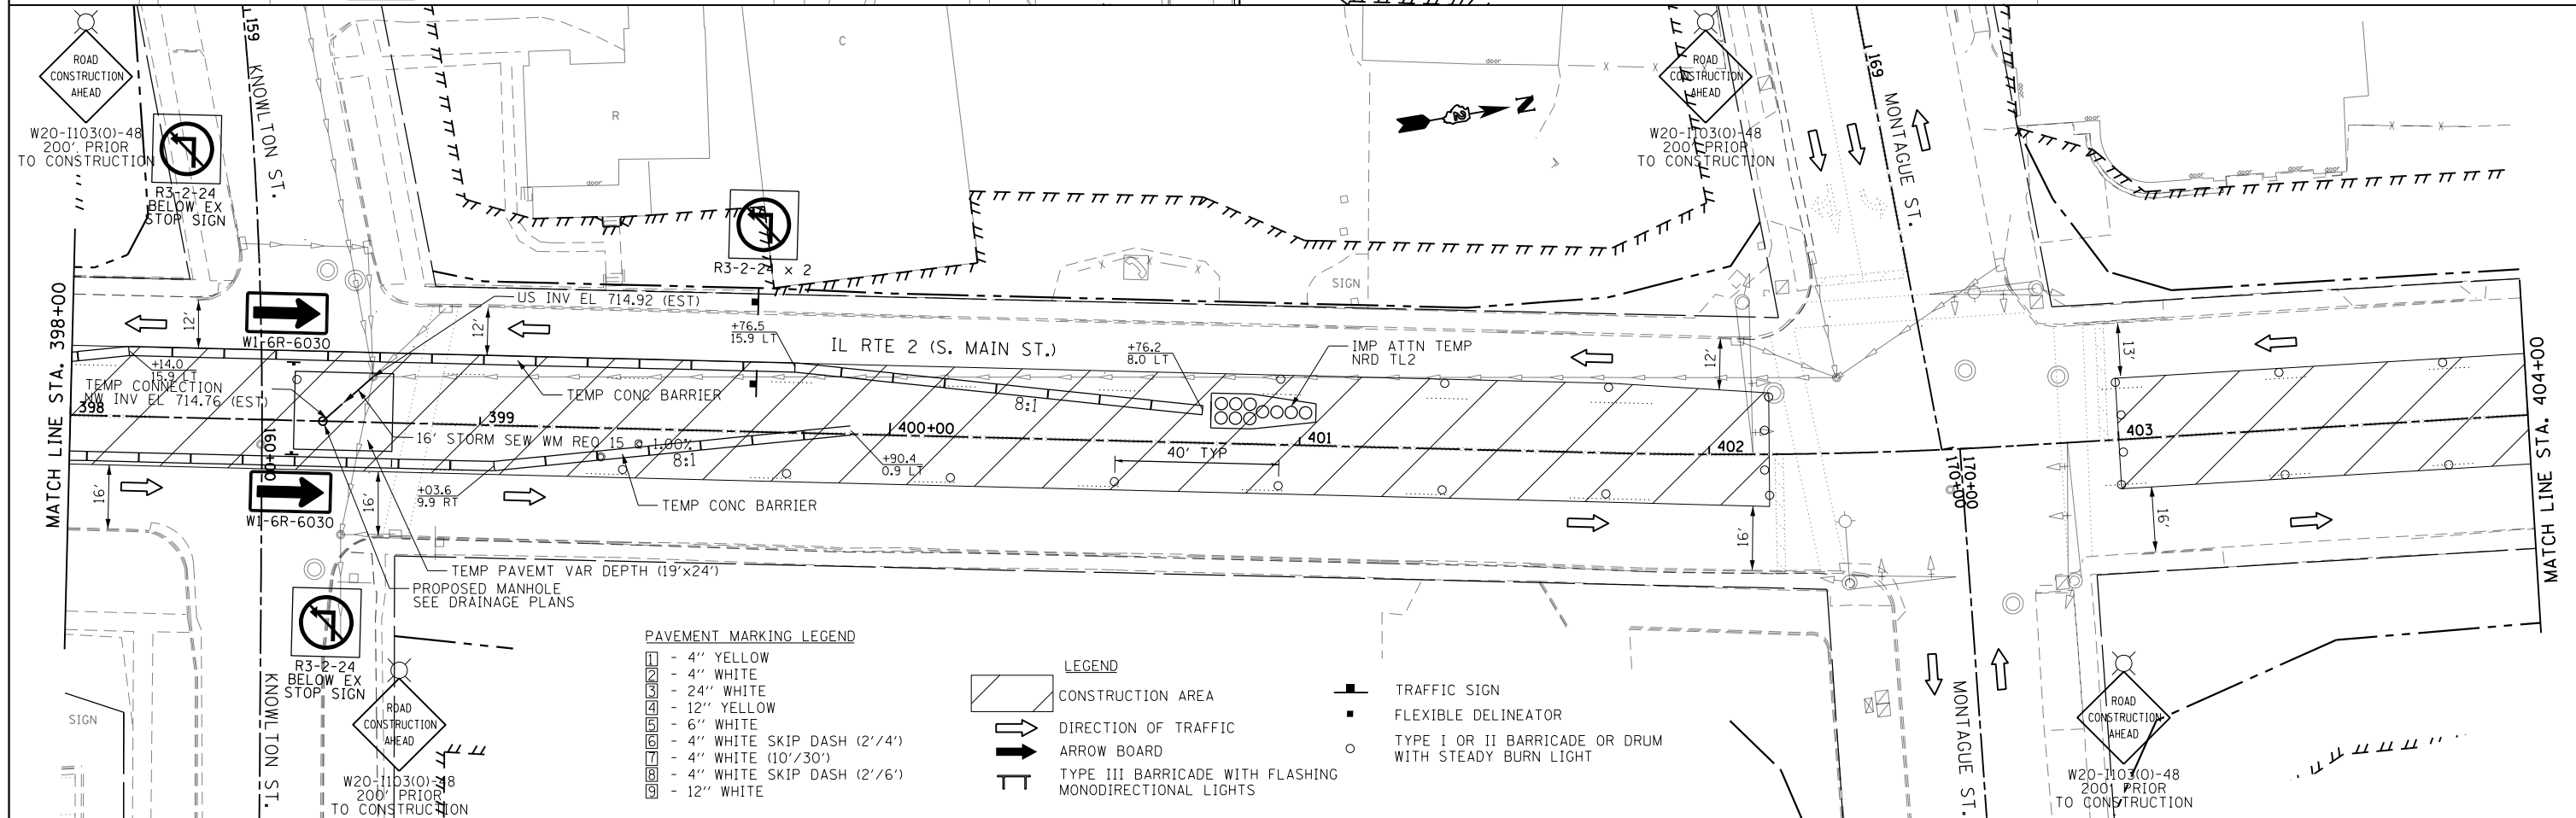 ROAD
CONSTRUCTION
AHEAD
W20-I103(O)-48
200' PRIOR
TO CONSTRUCTION
R3-2-24
BELOW EX
STOP SIGN
159
KNOWLTON ST.
R
C
door
R3-2-24 x 2
door
SIGN
2
N
ROAD
CONSTRUCTION
AHEAD
W20-I103(O)-48
200' PRIOR
TO CONSTRUCTION
169
MONTAGUE ST.
door
door
door
door
door
MATCH LINE STA. 398+00
12'
W1-6R-6030
12'
US INV EL 714.92 (EST)
+76.5
15.9 LT
IL RTE 2 (S. MAIN ST.)
+76.2
8.0 LT
IMP ATTN TEMP
NRD TL2
12'
13'
MATCH LINE STA. 404+00
+14.0
15.9 LT
TEMP CONNECTION
NW INV EL 714.76 (EST)
398
TEMP CONC BARRIER
8:1
399
16' STORM SEW WM REQ 15 @ 1.00%
8:1
400+00
401
402
403
160+00
+90.4
0.9 LT
40' TYP
170+00
170+00
16'
W1-6R-6030
16'
+03.6
9.9 RT
TEMP CONC BARRIER
16'
16'
TEMP PAVEMT VAR DEPTH (19'x24')
PROPOSED MANHOLE
SEE DRAINAGE PLANS
R3-2-24
BELOW EX
STOP SIGN
SIGN
KNOWLTON ST.
ROAD
CONSTRUCTION
AHEAD
W20-I103(O)-48
200' PRIOR
TO CONSTRUCTION
PAVEMENT MARKING LEGEND
1 - 4'' YELLOW
2 - 4'' WHITE
3 - 24'' WHITE
4 - 12'' YELLOW
5 - 6'' WHITE
6 - 4'' WHITE SKIP DASH (2'/4')
7 - 4'' WHITE (10'/30')
8 - 4'' WHITE SKIP DASH (2'/6')
9 - 12'' WHITE
LEGEND
CONSTRUCTION AREA
DIRECTION OF TRAFFIC
ARROW BOARD
TYPE III BARRICADE WITH FLASHING
MONODIRECTIONAL LIGHTS
TRAFFIC SIGN
FLEXIBLE DELINEATOR
TYPE I OR II BARRICADE OR DRUM
WITH STEADY BURN LIGHT
MONTAGUE ST.
ROAD
CONSTRUCTION
AHEAD
W20-I103(O)-48
200' PRIOR
TO CONSTRUCTION